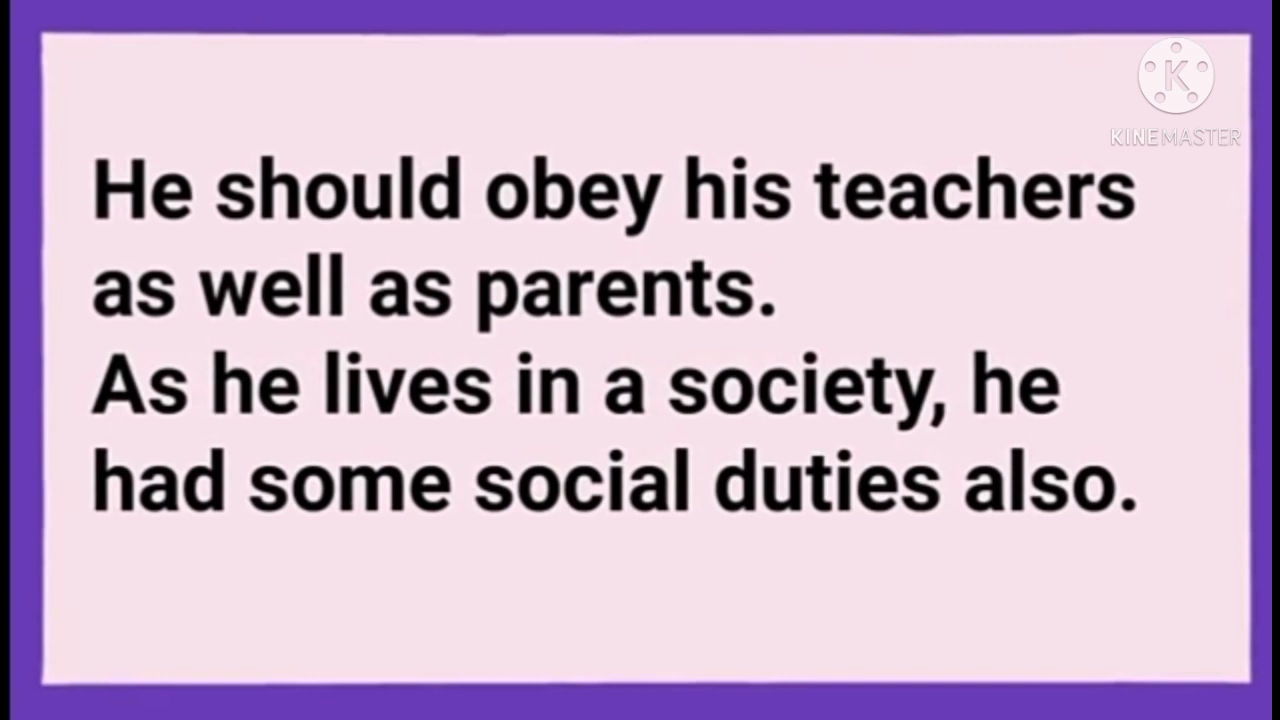 K
KINEMASTER
He should obey his teachers
as well as parents.
As he lives in a society, he
had some social duties also.